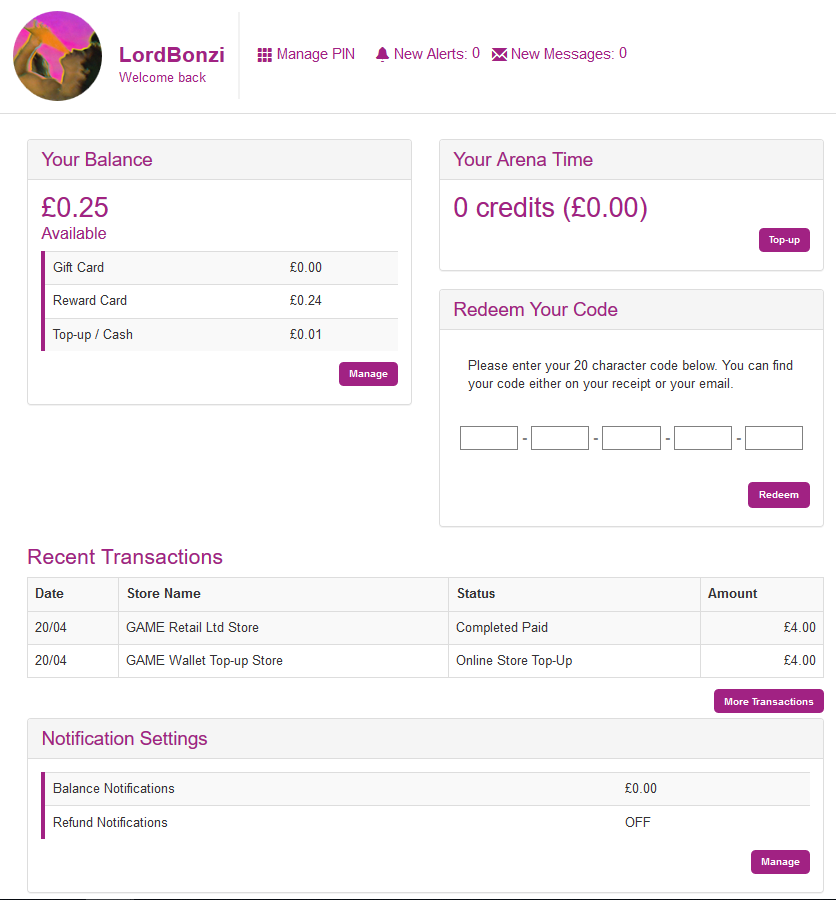 LordBonzi
Welcome back
Manage PIN
New Alerts: 0
New Messages: 0
Your Balance
£0.25
Available
Gift Card £0.00
Reward Card £0.24
Top-up / Cash £0.01
Manage
Your Arena Time
0 credits (£0.00)
Top-up
Redeem Your Code
Please enter your 20 character code below. You can find
your code either on your receipt or your email.
- - - -
Redeem
Recent Transactions
Date Store Name Status Amount
20/04 GAME Retail Ltd Store Completed Paid £4.00
20/04 GAME Wallet Top-up Store Online Store Top-Up £4.00
More Transactions
Notification Settings
Balance Notifications £0.00
Refund Notifications OFF
Manage